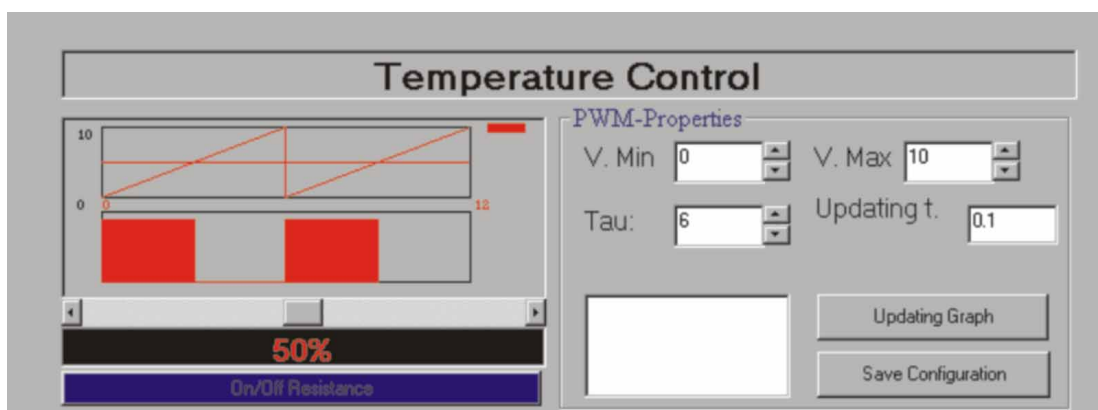 Temperature Control
10
0
0
12
50%
On/Off Resistance
PWM-Properties
V. Min 0
V. Max 10
Tau: 6
Updating t. 0.1
Updating Graph
Save Configuration